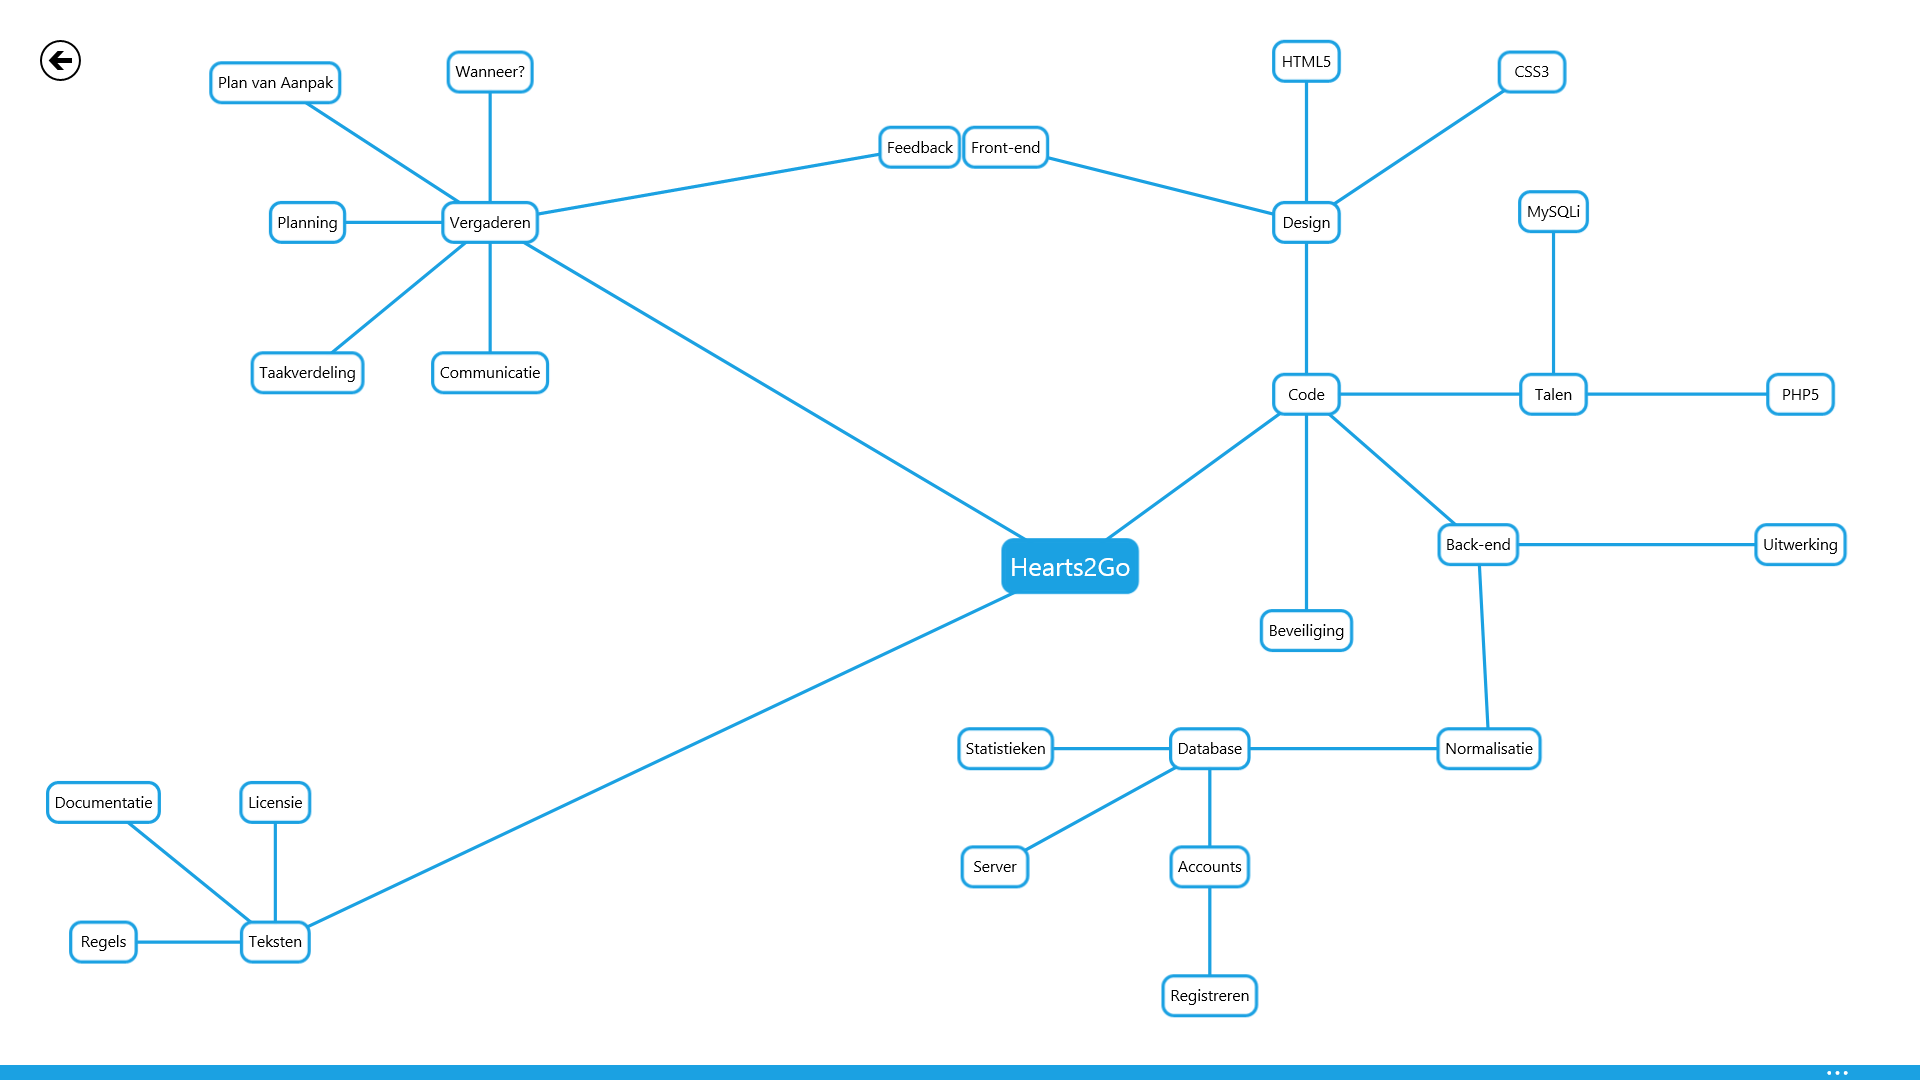 HTML5
Wanneer?
CSS3
Plan van Aanpak
Feedback
Front-end
MySQLi
Planning
Vergaderen
Design
Taakverdeling
Communicatie
Code
Talen
PHP5
Back-end
Uitwerking
Hearts2Go
Beveiliging
Statistieken
Database
Normalisatie
Documentatie
Licensie
Server
Accounts
Regels
Teksten
Registreren